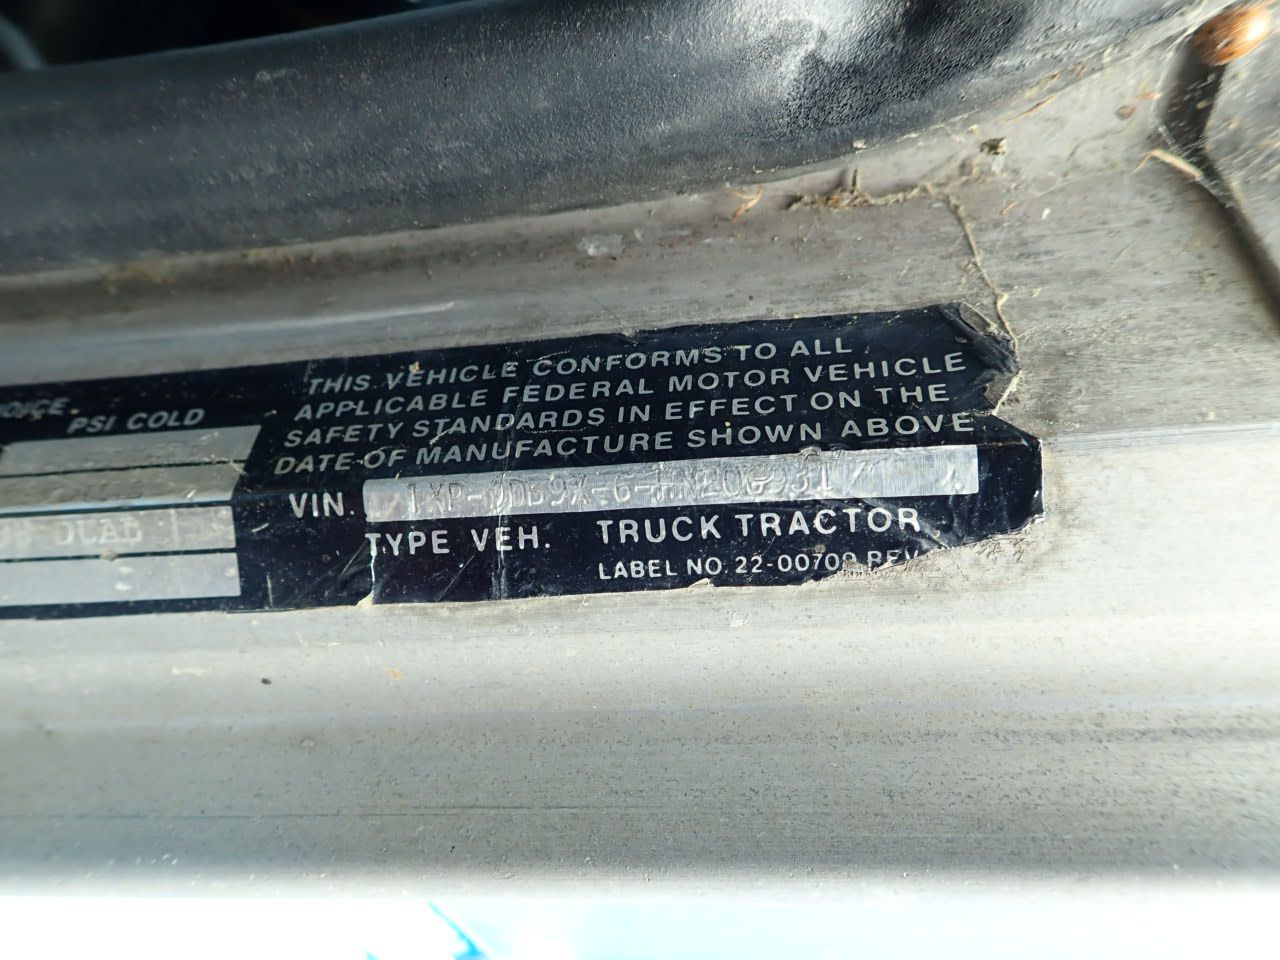 PSI COLD
THIS VEHICLE CONFORMS TO ALL
APPLICABLE FEDERAL MOTOR VEHICLE
SAFETY STANDARDS IN EFFECT ON THE
DATE OF MANUFACTURE SHOWN ABOVE
VIN.
TYPE VEH. TRUCK TRACTOR
LABEL NO. 22-00709 REV